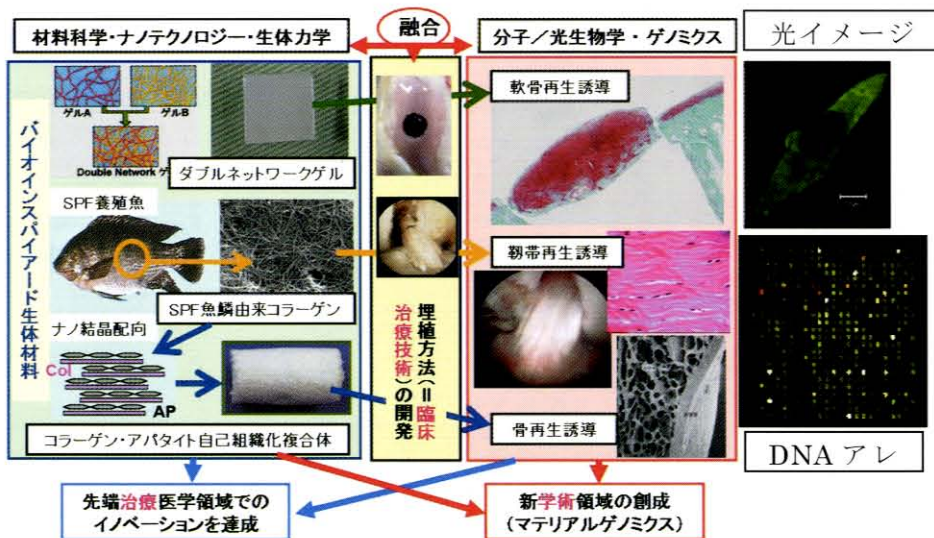 融合
材料科学・ナノテクノロジー・生体力学
分子/光生物学・ゲノミクス
光イメージ
バイオインスパイアード生体材料
ゲルA
ゲルB
Double Network ゲ
ダブルネットワークゲル
SPF養殖魚
SPF魚鱗由来コラーゲン
ナノ結晶配向
Col
AP
コラーゲン・アパタイト自己組織化複合体
埋植方法(=臨床
治療技術)の開発
軟骨再生誘導
靭帯再生誘導
骨再生誘導
DNA アレ
先端治療医学領域での
イノベーションを達成
新学術領域の創成
(マテリアルゲノミクス)